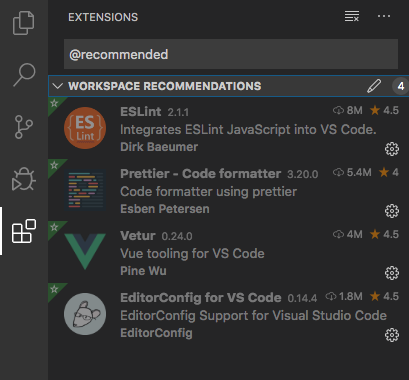 EXTENSIONS
@recommended
WORKSPACE RECOMMENDATIONS 4
ES Lint
ESLint 2.1.1 8M 4.5
Integrates ESLint JavaScript into VS Code.
Dirk Baeumer
Prettier - Code formatter 3.20.0 5.4M 4
Code formatter using prettier
Esben Petersen
Vetur 0.24.0 4M 4.5
Vue tooling for VS Code
Pine Wu
EditorConfig for VS Code 0.14.4 1.8M 4.5
EditorConfig Support for Visual Studio Code
EditorConfig